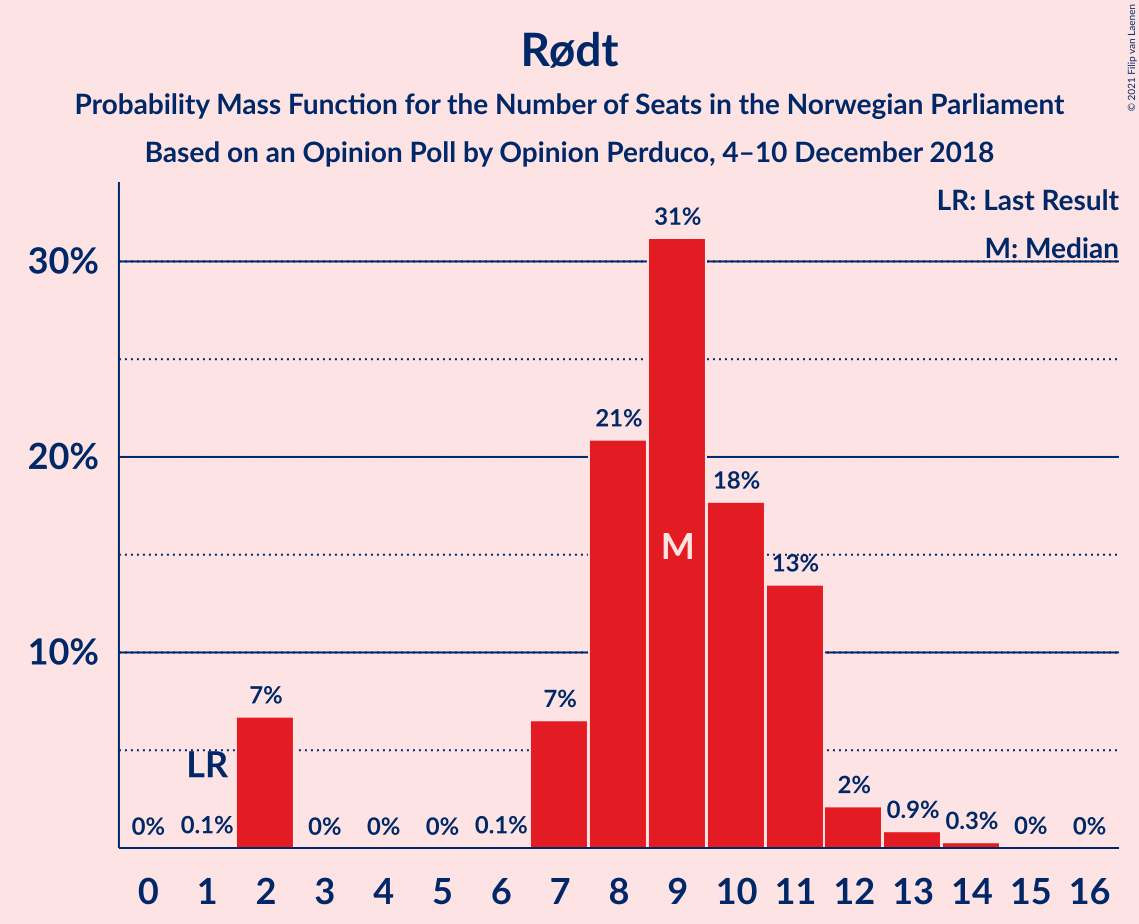 Rødt
Probability Mass Function for the Number of Seats in the Norwegian Parliament
Based on an Opinion Poll by Opinion Perduco, 4–10 December 2018
© 2021 Filip van Laenen
LR: Last Result
M: Median
30%
20%
10%
0%
0.1%
LR
7%
0%
0%
0%
0.1%
7%
21%
31%
M
18%
13%
2%
0.9%
0.3%
0%
0%
0 1 2 3 4 5 6 7 8 9 10 11 12 13 14 15 16